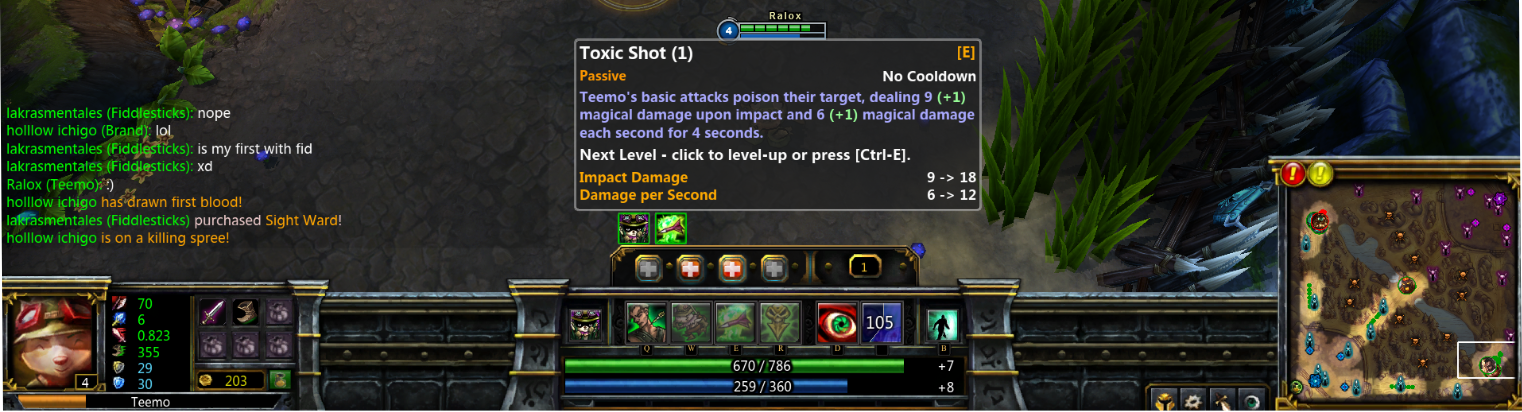 Ralox
4
Toxic Shot (1) [E]
Passive No Cooldown
Teemo's basic attacks poison their target, dealing 9 (+1)
magical damage upon impact and 6 (+1) magical damage
each second for 4 seconds.
Next Level - click to level-up or press [Ctrl-E].
Impact Damage 9 -> 18
Damage per Second 6 -> 12
lakrasmentales (Fiddlesticks): nope
holllow ichigo (Brand): lol
lakrasmentales (Fiddlesticks): is my first with fid
lakrasmentales (Fiddlesticks): xd
Ralox (Teemo): :)
holllow ichigo has drawn first blood!
lakrasmentales (Fiddlesticks) purchased Sight Ward!
holllow ichigo is on a killing spree!
1
70
6
0.823
355
29
30
4
203
Teemo
105
Q W E R D B
670 / 786 +7
259 / 360 +8